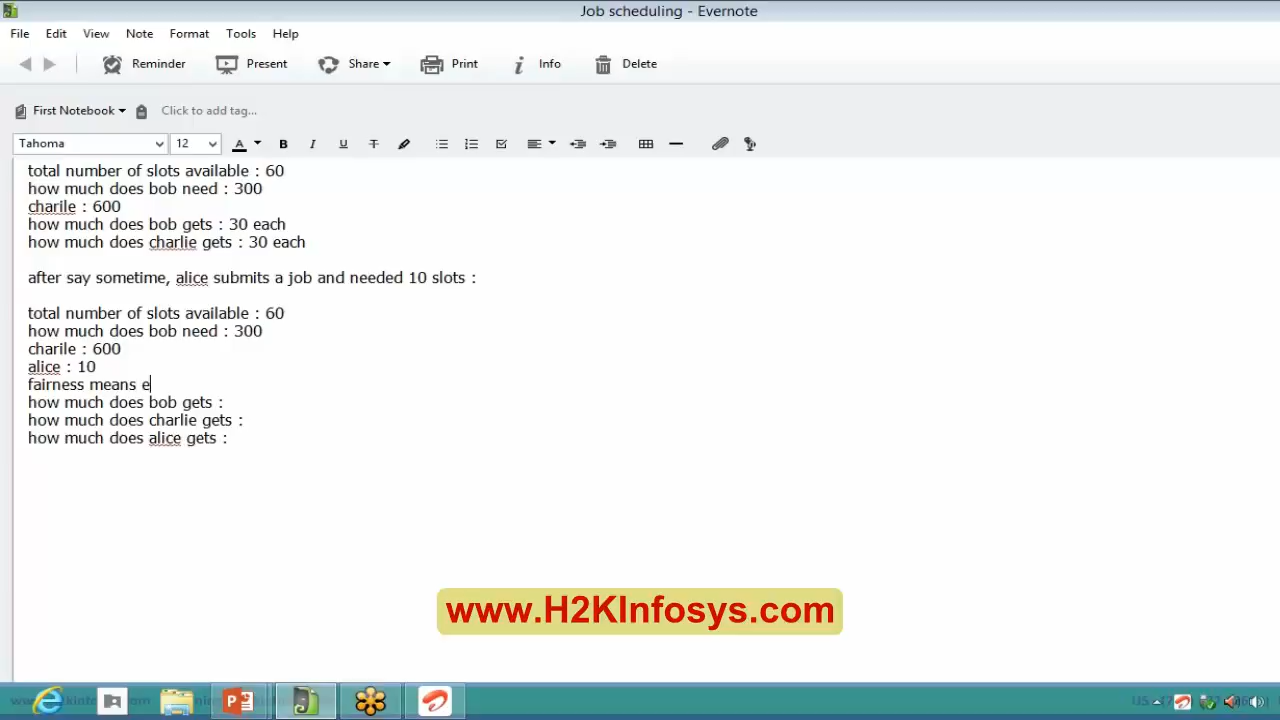 Job scheduling - Evernote
File Edit View Note Format Tools Help
Reminder Present Share Print Info Delete
First Notebook Click to add tag...
Tahoma 12 A B I U T
total number of slots available : 60
how much does bob need : 300
charile : 600
how much does bob gets : 30 each
how much does charlie gets : 30 each
after say sometime, alice submits a job and needed 10 slots :
total number of slots available : 60
how much does bob need : 300
charile : 600
alice : 10
fairness means e
how much does bob gets :
how much does charlie gets :
how much does alice gets :
www.H2KInfosys.com